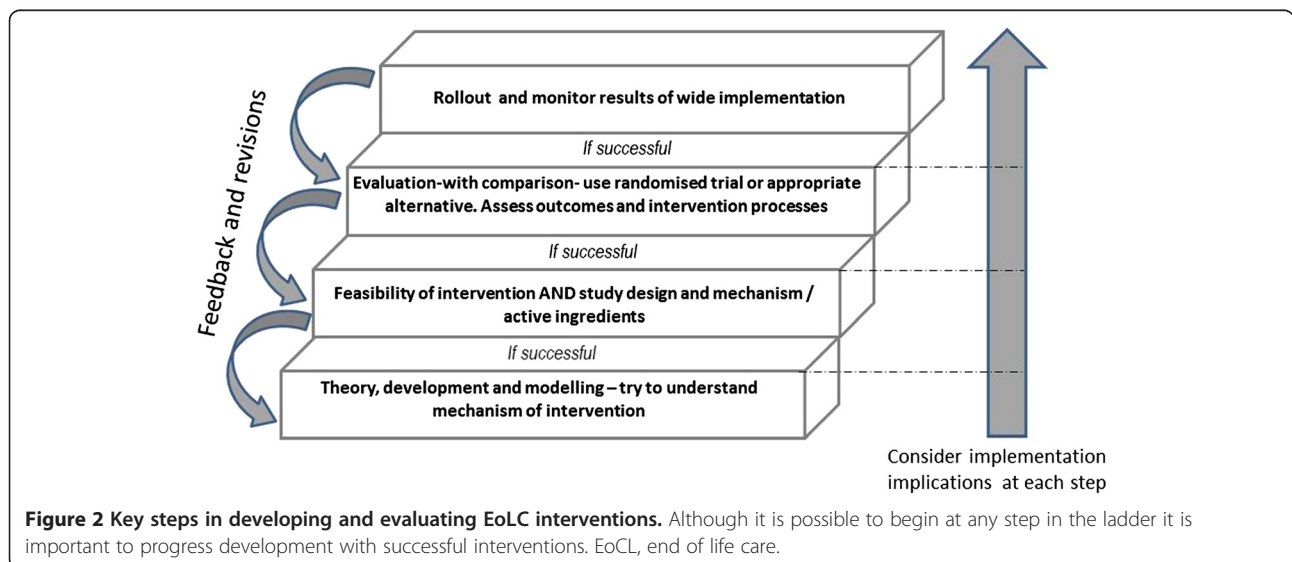 Rollout and monitor results of wide implementation
If successful
Evaluation-with comparison- use randomised trial or appropriate
alternative. Assess outcomes and intervention processes
If successful
Feasibility of intervention AND study design and mechanism /
active ingredients
If successful
Theory, development and modelling – try to understand
mechanism of intervention
Feedback and revisions
Consider implementation
implications at each step
Figure 2 Key steps in developing and evaluating EoLC interventions. Although it is possible to begin at any step in the ladder it is
important to progress development with successful interventions. EoCL, end of life care.